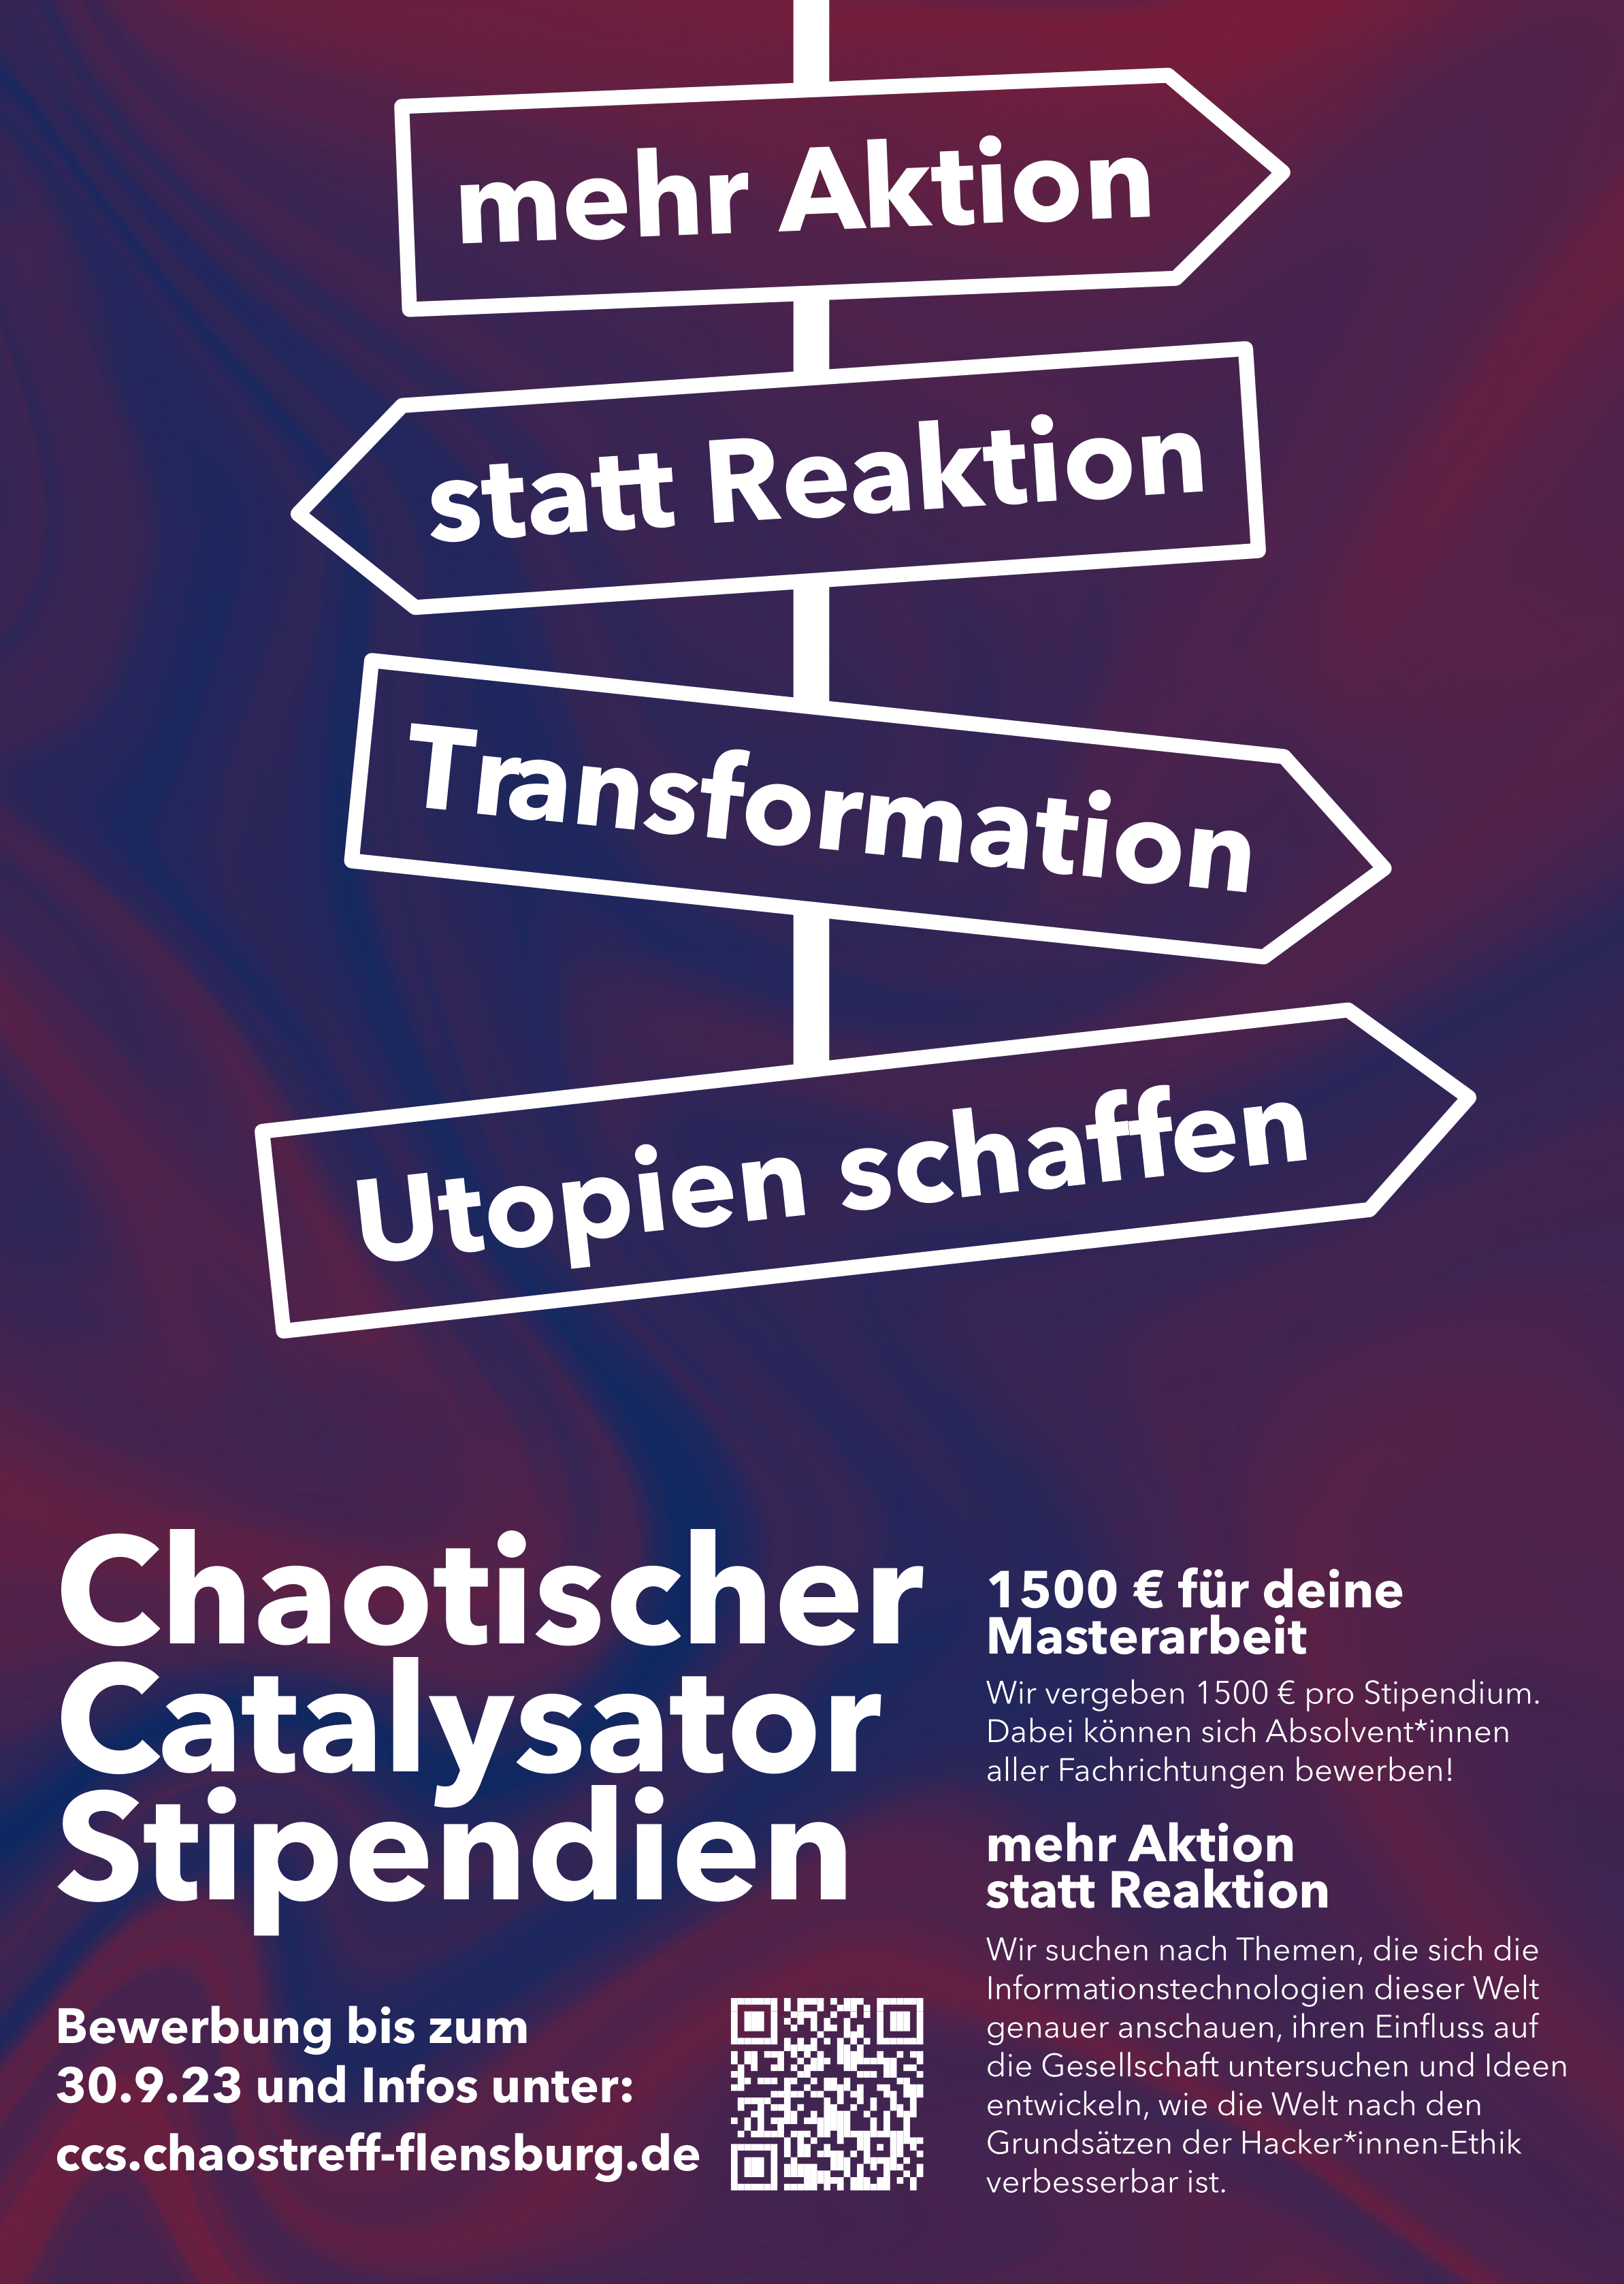 mehr Aktion
statt Reaktion
Transformation
Utopien schaffen
Chaotischer
Catalysator
Stipendien
Bewerbung bis zum
30.9.23 und Infos unter:
ccs.chaostreff-flensburg.de
1500 € für deine
Masterarbeit
Wir vergeben 1500 € pro Stipendium.
Dabei können sich Absolvent*innen
aller Fachrichtungen bewerben!
mehr Aktion
statt Reaktion
Wir suchen nach Themen, die sich die
Informationstechnologien dieser Welt
genauer anschauen, ihren Einfluss auf
die Gesellschaft untersuchen und Ideen
entwickeln, wie die Welt nach den
Grundsätzen der Hacker*innen-Ethik
verbesserbar ist.